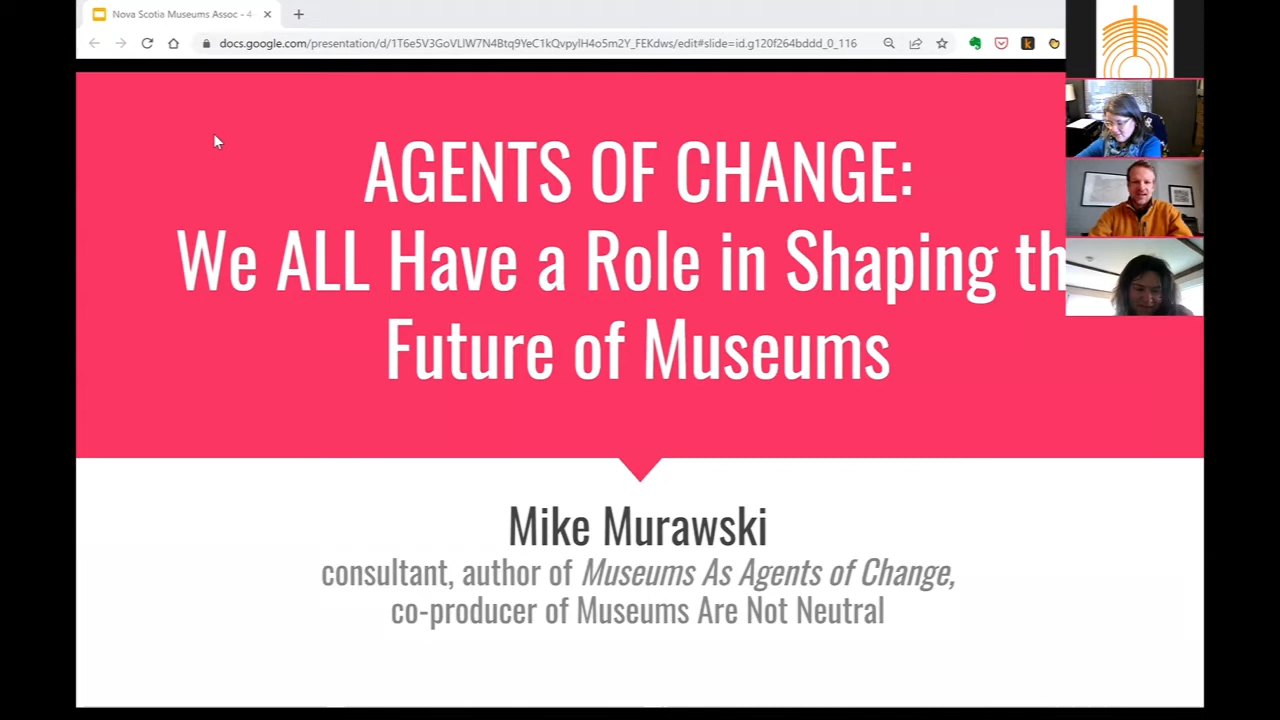 Nova Scotia Museums Assoc - 4
docs.google.com/presentation/d/1T6e5V3GoVLlW7N4Btq9YeC1kQvpylH4o5m2Y_FEKdws/edit#slide=id.g120f264bddd_0_116
AGENTS OF CHANGE:
We ALL Have a Role in Shaping th
Future of Museums
Mike Murawski
consultant, author of Museums As Agents of Change,
co-producer of Museums Are Not Neutral